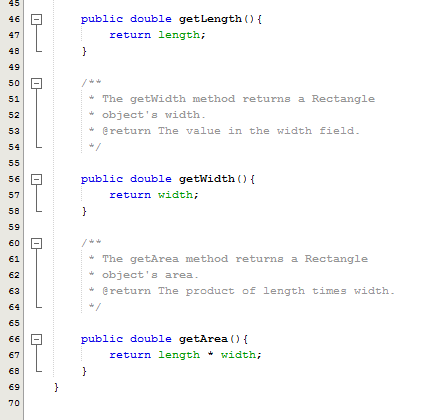 45
46 public double getLength(){
47 return length;
48 }
49
50 /**
51 * The getWidth method returns a Rectangle
52 * object's width.
53 * @return The value in the width field.
54 */
55
56 public double getWidth(){
57 return width;
58 }
59
60 /**
61 * The getArea method returns a Rectangle
62 * object's area.
63 * @return The product of length times width.
64 */
65
66 public double getArea(){
67 return length * width;
68 }
69 }
70